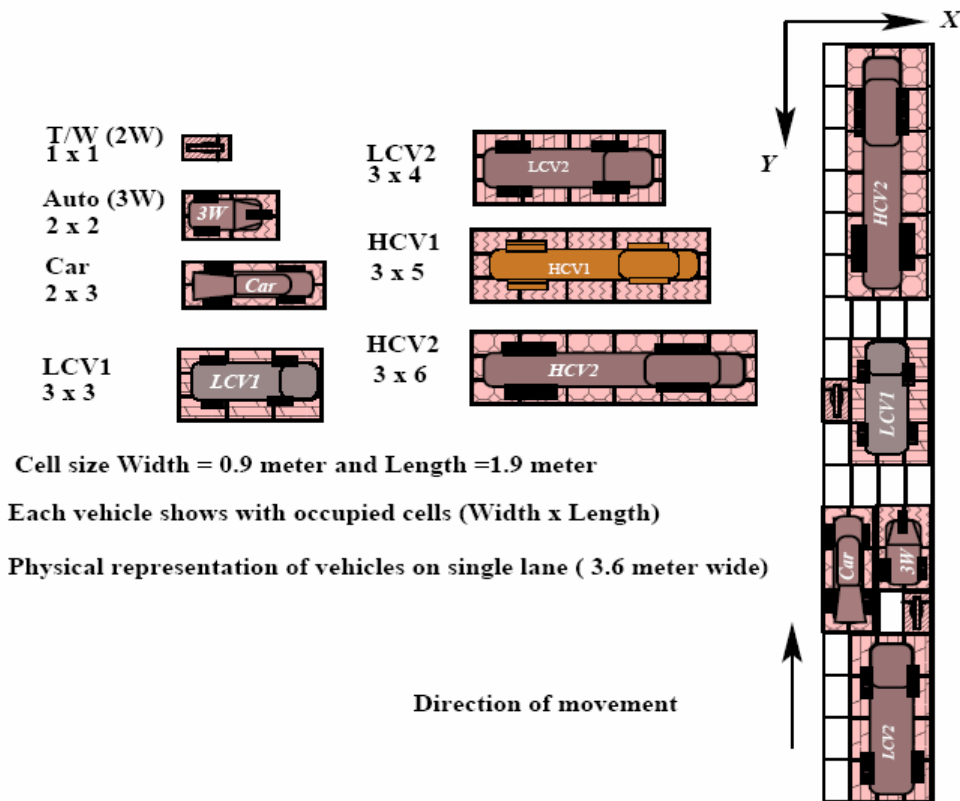 X
Y
T/W (2W)
1 x 1
Auto (3W)
2 x 2
3W
Car
2 x 3
Car
LCV1
3 x 3
LCV1
LCV2
3 x 4
LCV2
HCV1
3 x 5
HCV1
HCV2
3 x 6
HCV2
Cell size Width = 0.9 meter and Length =1.9 meter
Each vehicle shows with occupied cells (Width x Length)
Physical representation of vehicles on single lane ( 3.6 meter wide)
Direction of movement
HCV2
LCV1
Car
3W
LCV2